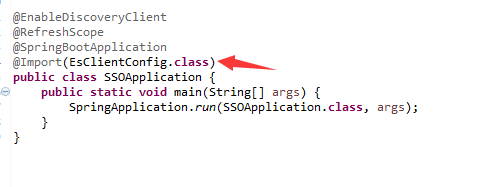 @EnableDiscoveryClient
@RefreshScope
@SpringBootApplication
@Import(EsClientConfig.class)
public class SSOApplication {
    public static void main(String[] args) {
        SpringApplication.run(SSOApplication.class, args);
    }
}